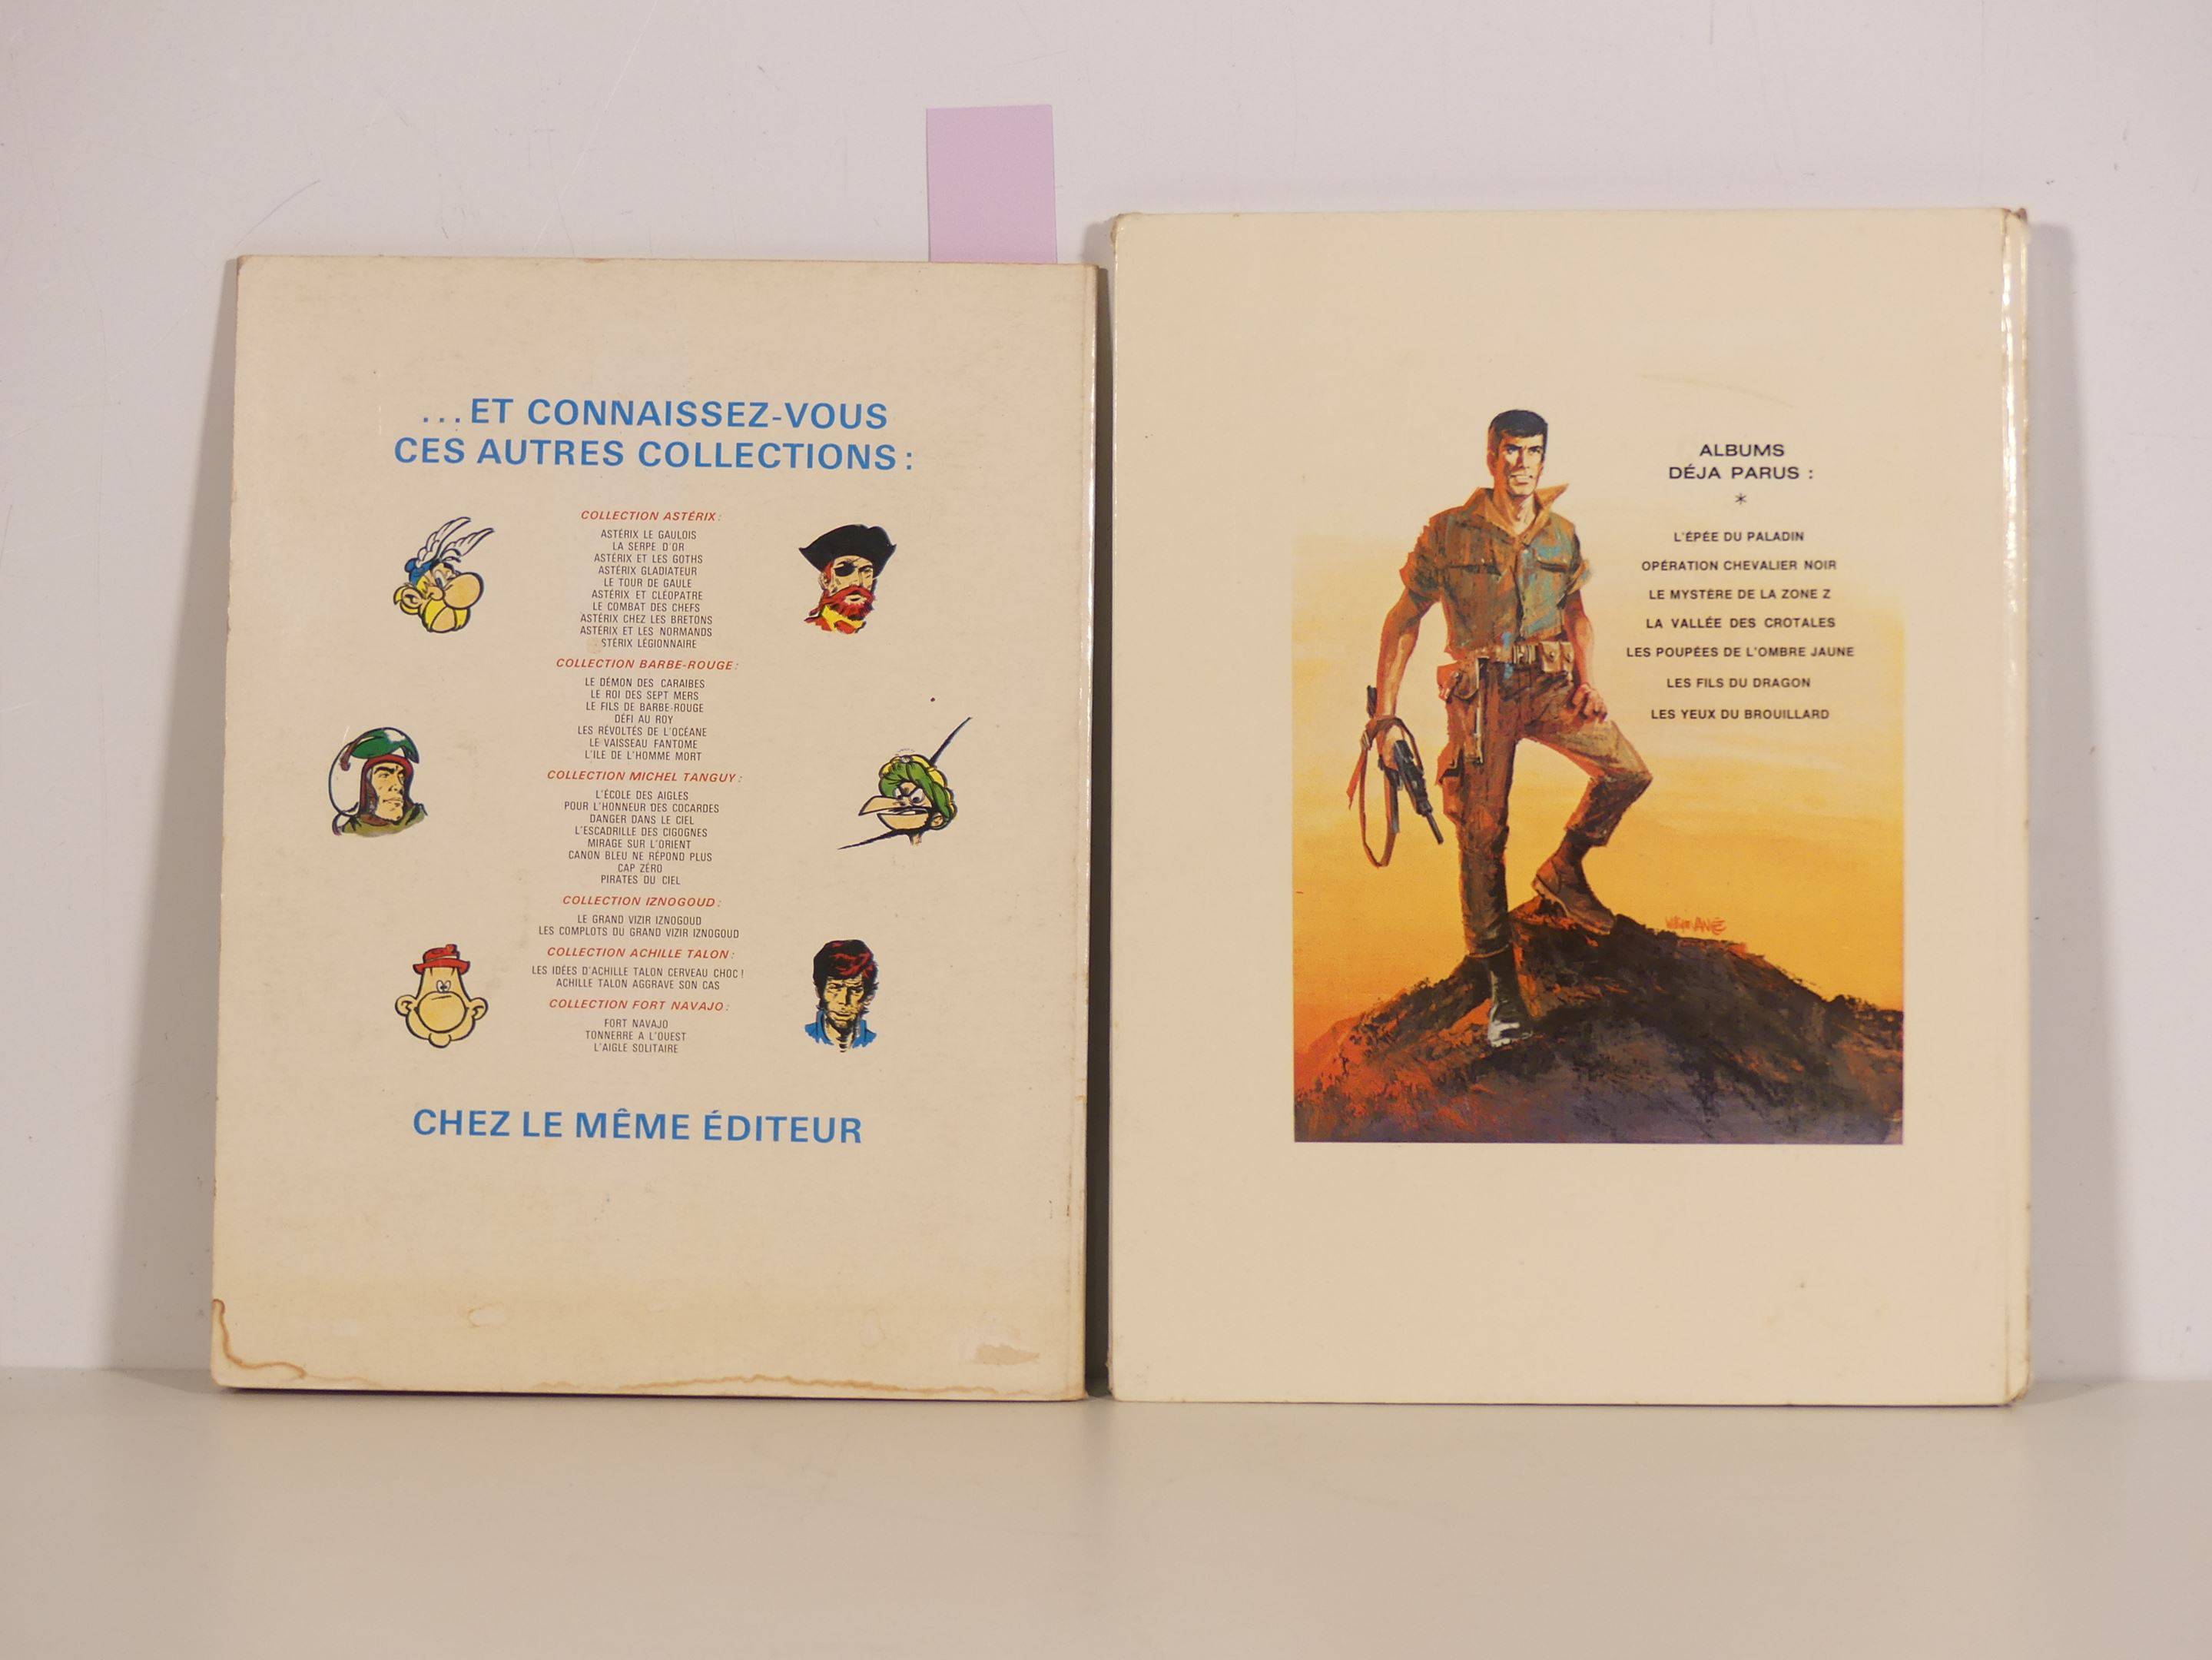 ...ET CONNAISSEZ-VOUS
CES AUTRES COLLECTIONS :
COLLECTION ASTÉRIX :
ASTÉRIX LE GAULOIS
LA SERPE D'OR
ASTÉRIX ET LES GOTHS
ASTÉRIX GLADIATEUR
LE TOUR DE GAULE
ASTÉRIX ET CLÉOPATRE
LE COMBAT DES CHEFS
ASTÉRIX CHEZ LES BRETONS
ASTÉRIX ET LES NORMANDS
STÉRIX LÉGIONNAIRE
COLLECTION BARBE-ROUGE :
LE DÉMON DES CARAIBES
LE ROI DES SEPT MERS
LE FILS DE BARBE-ROUGE
DÉFI AU ROY
LES RÉVOLTÉS DE L'OCÉANE
LE VAISSEAU FANTOME
L'ILE DE L'HOMME MORT
COLLECTION MICHEL TANGUY :
L'ÉCOLE DES AIGLES
POUR L'HONNEUR DES COCARDES
DANGER DANS LE CIEL
L'ESCADRILLE DES CIGOGNES
MIRAGE SUR L'ORIENT
CANON BLEU NE RÉPOND PLUS
CAP ZÉRO
PIRATES DU CIEL
COLLECTION IZNOGOUD :
LE GRAND VIZIR IZNOGOUD
LES COMPLOTS DU GRAND VIZIR IZNOGOUD
COLLECTION ACHILLE TALON :
LES IDÉES D'ACHILLE TALON CERVEAU CHOC !
ACHILLE TALON AGGRAVE SON CAS
COLLECTION FORT NAVAJO :
FORT NAVAJO
TONNERRE A L'OUEST
L'AIGLE SOLITAIRE
CHEZ LE MÊME ÉDITEUR
ALBUMS
DÉJA PARUS :
*
L'ÉPÉE DU PALADIN
OPÉRATION CHEVALIER NOIR
LE MYSTÈRE DE LA ZONE Z
LA VALLÉE DES CROTALES
LES POUPÉES DE L'OMBRE JAUNE
LES FILS DU DRAGON
LES YEUX DU BROUILLARD